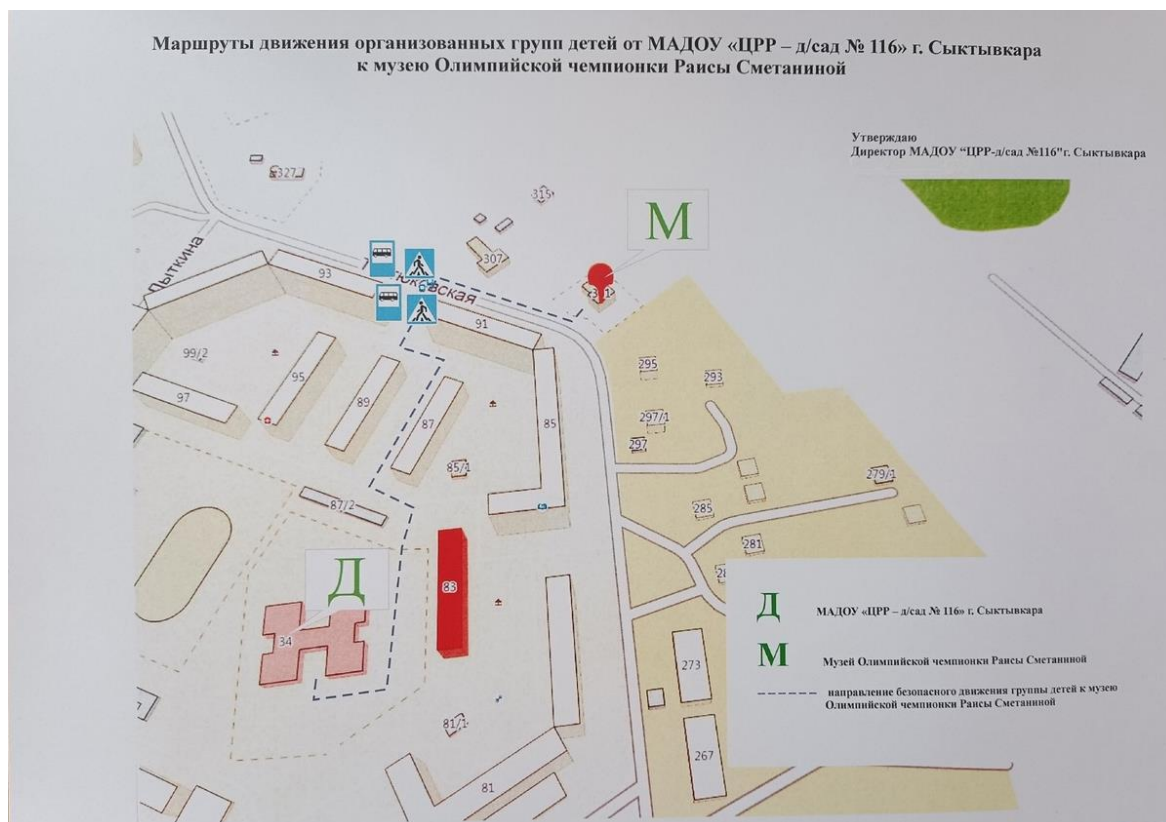 Маршруты движения организованных групп детей от МАДОУ «ЦРР – д/сад № 116» г. Сыктывкара
к музею Олимпийской чемпионки Раисы Сметаниной
Утверждаю
Директор МАДОУ "ЦРР-д/сад №116"г. Сыктывкара
327
315
М
307
Лыткина
93
91
99/2
95
97
89
87
85
85/1
87/2
295
293
297/1
297
279/1
285
281
Д
83
34
81/1
81
273
267
Д
МАДОУ «ЦРР – д/сад № 116» г. Сыктывкара
М
Музей Олимпийской чемпионки Раисы Сметаниной
направление безопасного движения группы детей к музею
Олимпийской чемпионки Раисы Сметаниной